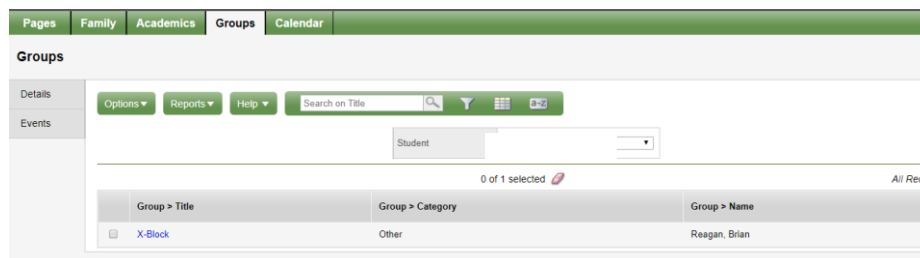 Pages Family Academics Groups Calendar
Groups
Details
Events
Options Reports Help Search on Title a-z
Student
0 of 1 selected All Rec
Group > Title Group > Category Group > Name
X-Block Other Reagan, Brian